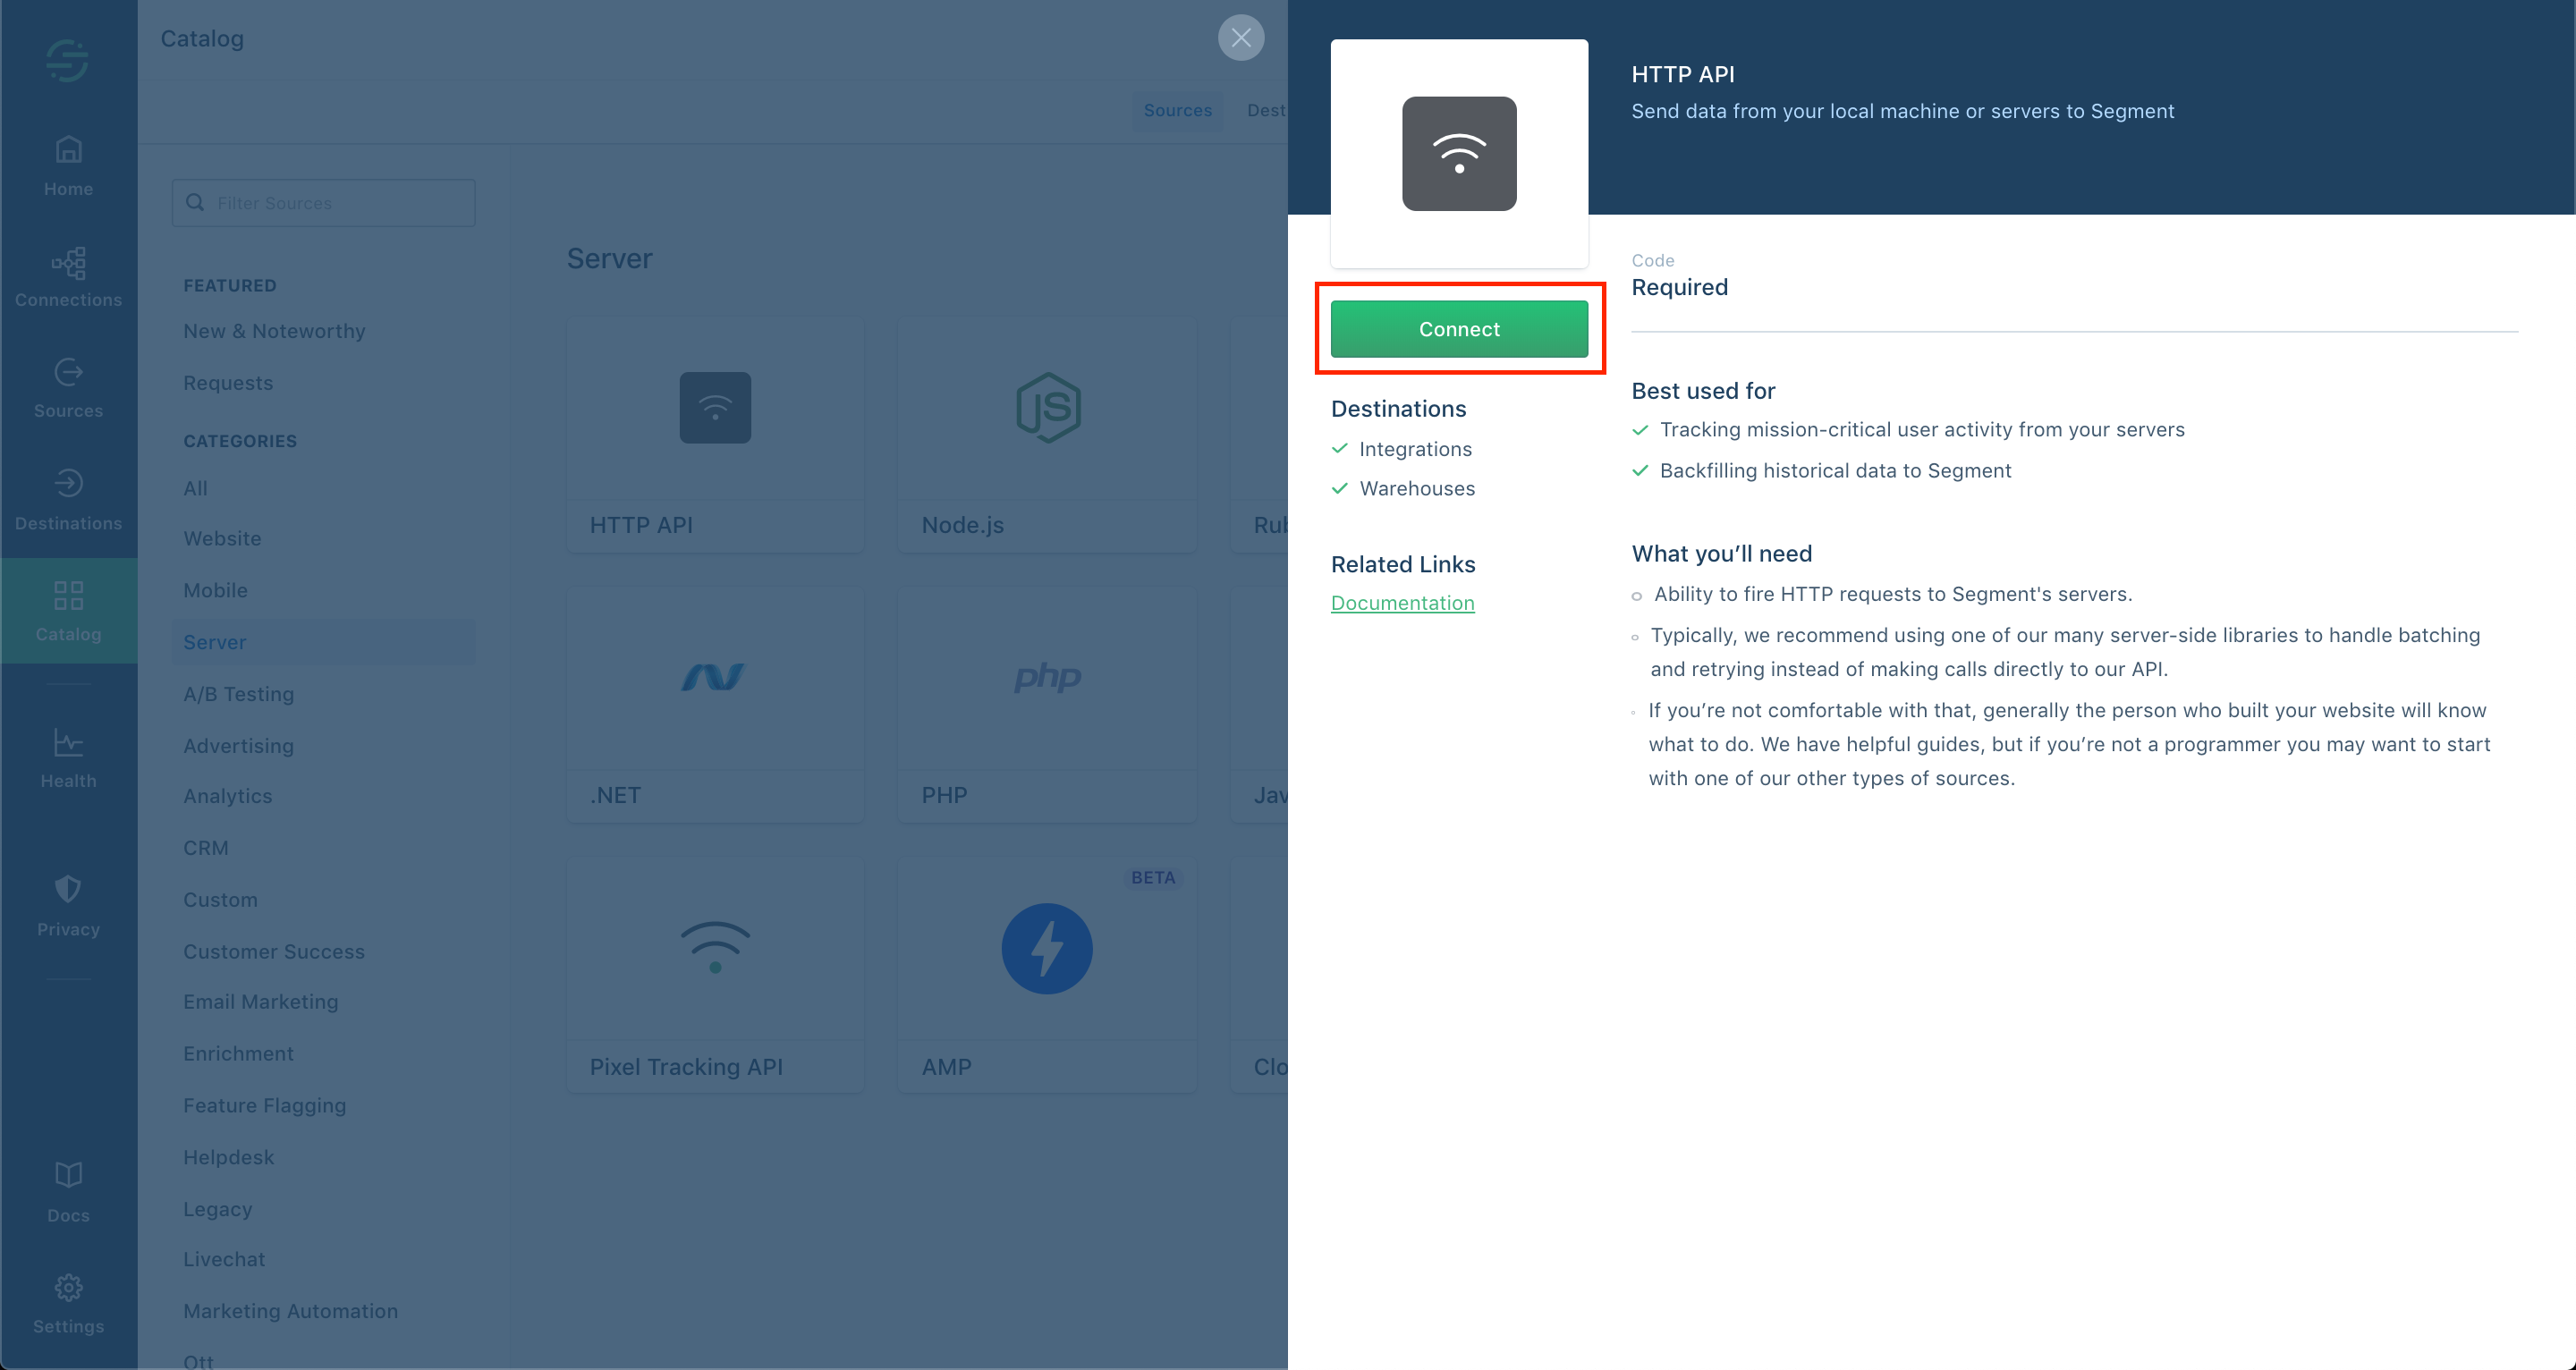 Catalog
Home
Connections
Sources
Destinations
Catalog
Health
Privacy
Docs
Settings
Sources
Dest
Filter Sources
FEATURED
New & Noteworthy
Requests
CATEGORIES
All
Website
Mobile
Server
A/B Testing
Advertising
Analytics
CRM
Custom
Customer Success
Email Marketing
Enrichment
Feature Flagging
Helpdesk
Legacy
Livechat
Marketing Automation
Ott
Server
JS
HTTP API
Node.js
Rub
php
.NET
PHP
Jav
BETA
Pixel Tracking API
AMP
Clo
HTTP API
Send data from your local machine or servers to Segment
Connect
Destinations
Integrations
Warehouses
Related Links
Documentation
Code
Required
Best used for
Tracking mission-critical user activity from your servers
Backfilling historical data to Segment
What you’ll need
Ability to fire HTTP requests to Segment's servers.
Typically, we recommend using one of our many server-side libraries to handle batching
and retrying instead of making calls directly to our API.
If you’re not comfortable with that, generally the person who built your website will know
what to do. We have helpful guides, but if you’re not a programmer you may want to start
with one of our other types of sources.